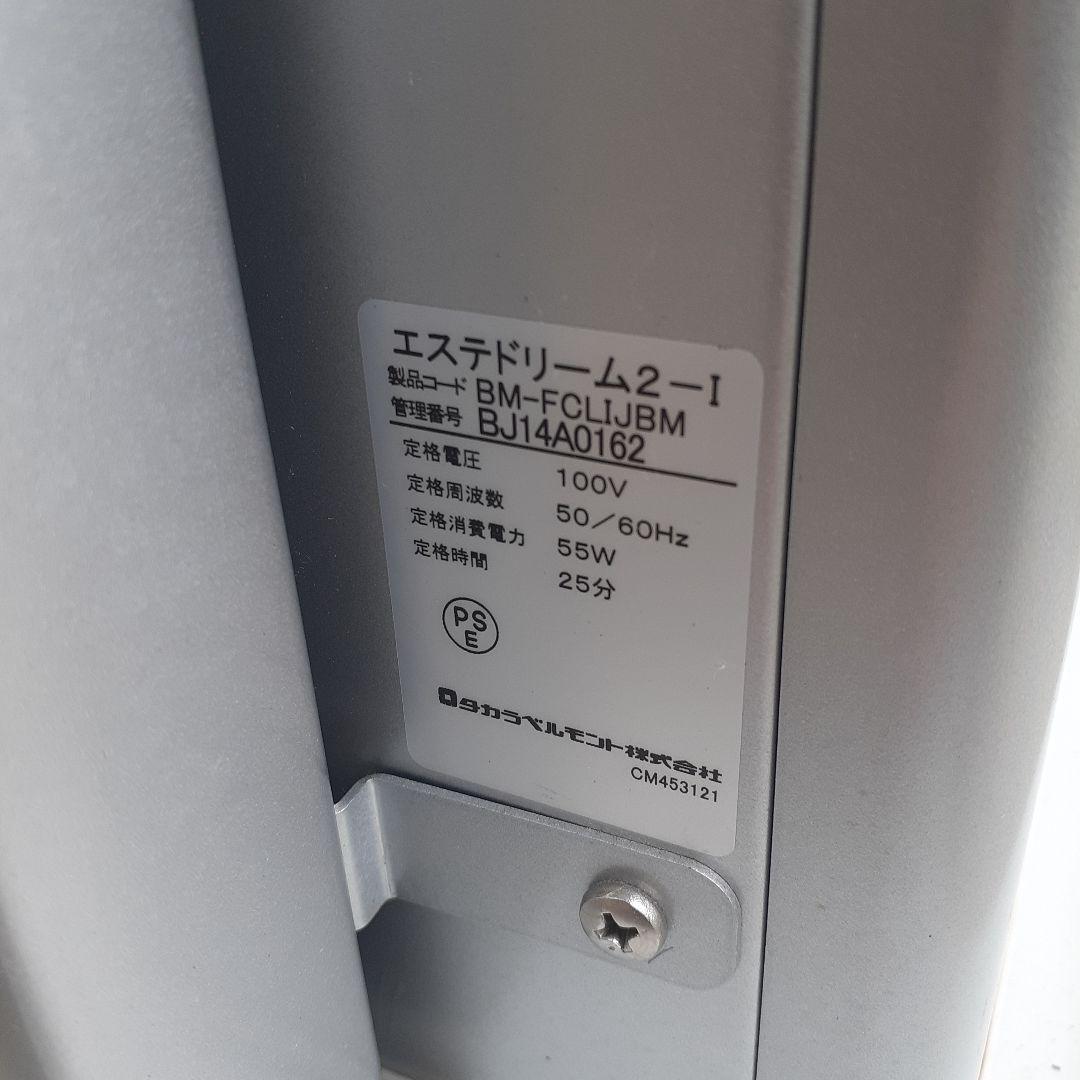 エステドリーム2-I
製品コード BM-FCLIJBM
管理番号 BJ14A0162
定格電圧 100V
定格周波数 50/60Hz
定格消費電力 55W
定格時間 25分
PS
E
タカラベルモント株式会社
CM453121